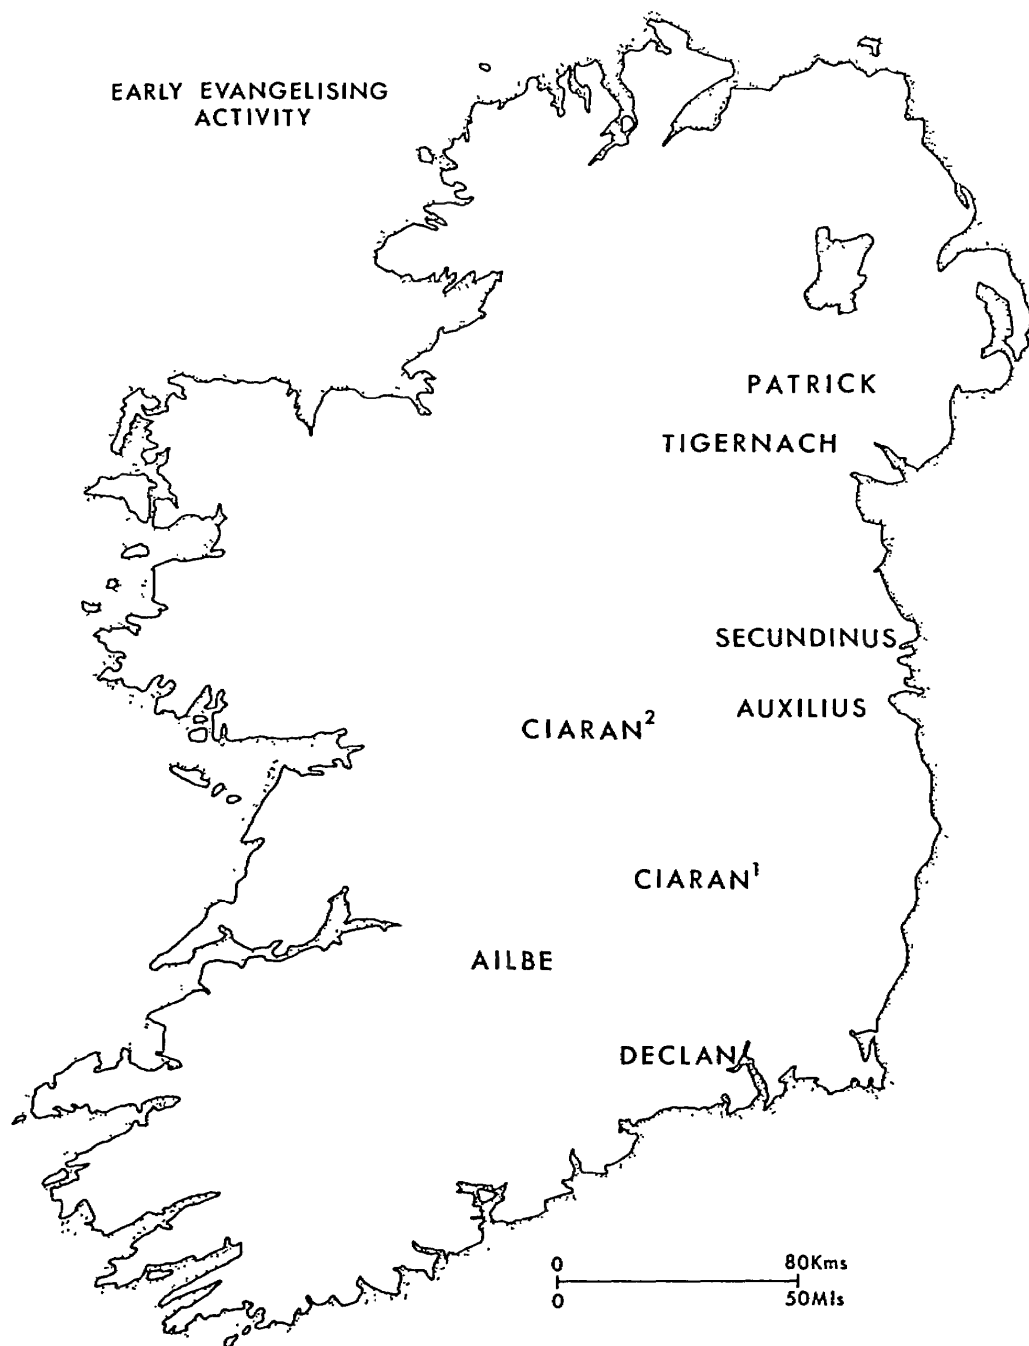 EARLY EVANGELISING
ACTIVITY
PATRICK
TIGERNACH
SECUNDINUS
AUXILIUS
CIARAN²
CIARAN¹
AILBE
DECLAN
0 80Kms
0 50Mls